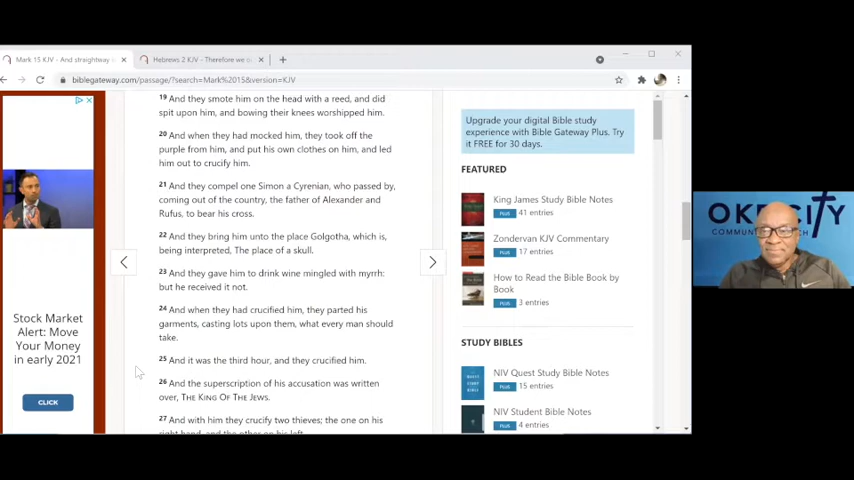 Mark 15 KJV - And straightway
Hebrews 2 KJV - Therefore we o
biblegateway.com/passage/?search=Mark%2015&version=KJV
19 And they smote him on the head with a reed, and did
spit upon him, and bowing their knees worshipped him.
20 And when they had mocked him, they took off the
purple from him, and put his own clothes on him, and led
him out to crucify him.
21 And they compel one Simon a Cyrenian, who passed by,
coming out of the country, the father of Alexander and
Rufus, to bear his cross.
22 And they bring him unto the place Golgotha, which is,
being interpreted, The place of a skull.
23 And they gave him to drink wine mingled with myrrh:
but he received it not.
24 And when they had crucified him, they parted his
garments, casting lots upon them, what every man should
take.
25 And it was the third hour, and they crucified him.
26 And the superscription of his accusation was written
over, THE KING OF THE JEWS.
27 And with him they crucify two thieves; the one on his
right hand, and the other on his left.
Stock Market
Alert: Move
Your Money
in early 2021
CLICK
Upgrade your digital Bible study
experience with Bible Gateway Plus. Try
it FREE for 30 days.
FEATURED
King James Study Bible Notes
PLUS 41 entries
Zondervan KJV Commentary
PLUS 17 entries
How to Read the Bible Book by
Book
PLUS 3 entries
STUDY BIBLES
NIV Quest Study Bible Notes
PLUS 15 entries
NIV Student Bible Notes
PLUS 4 entries